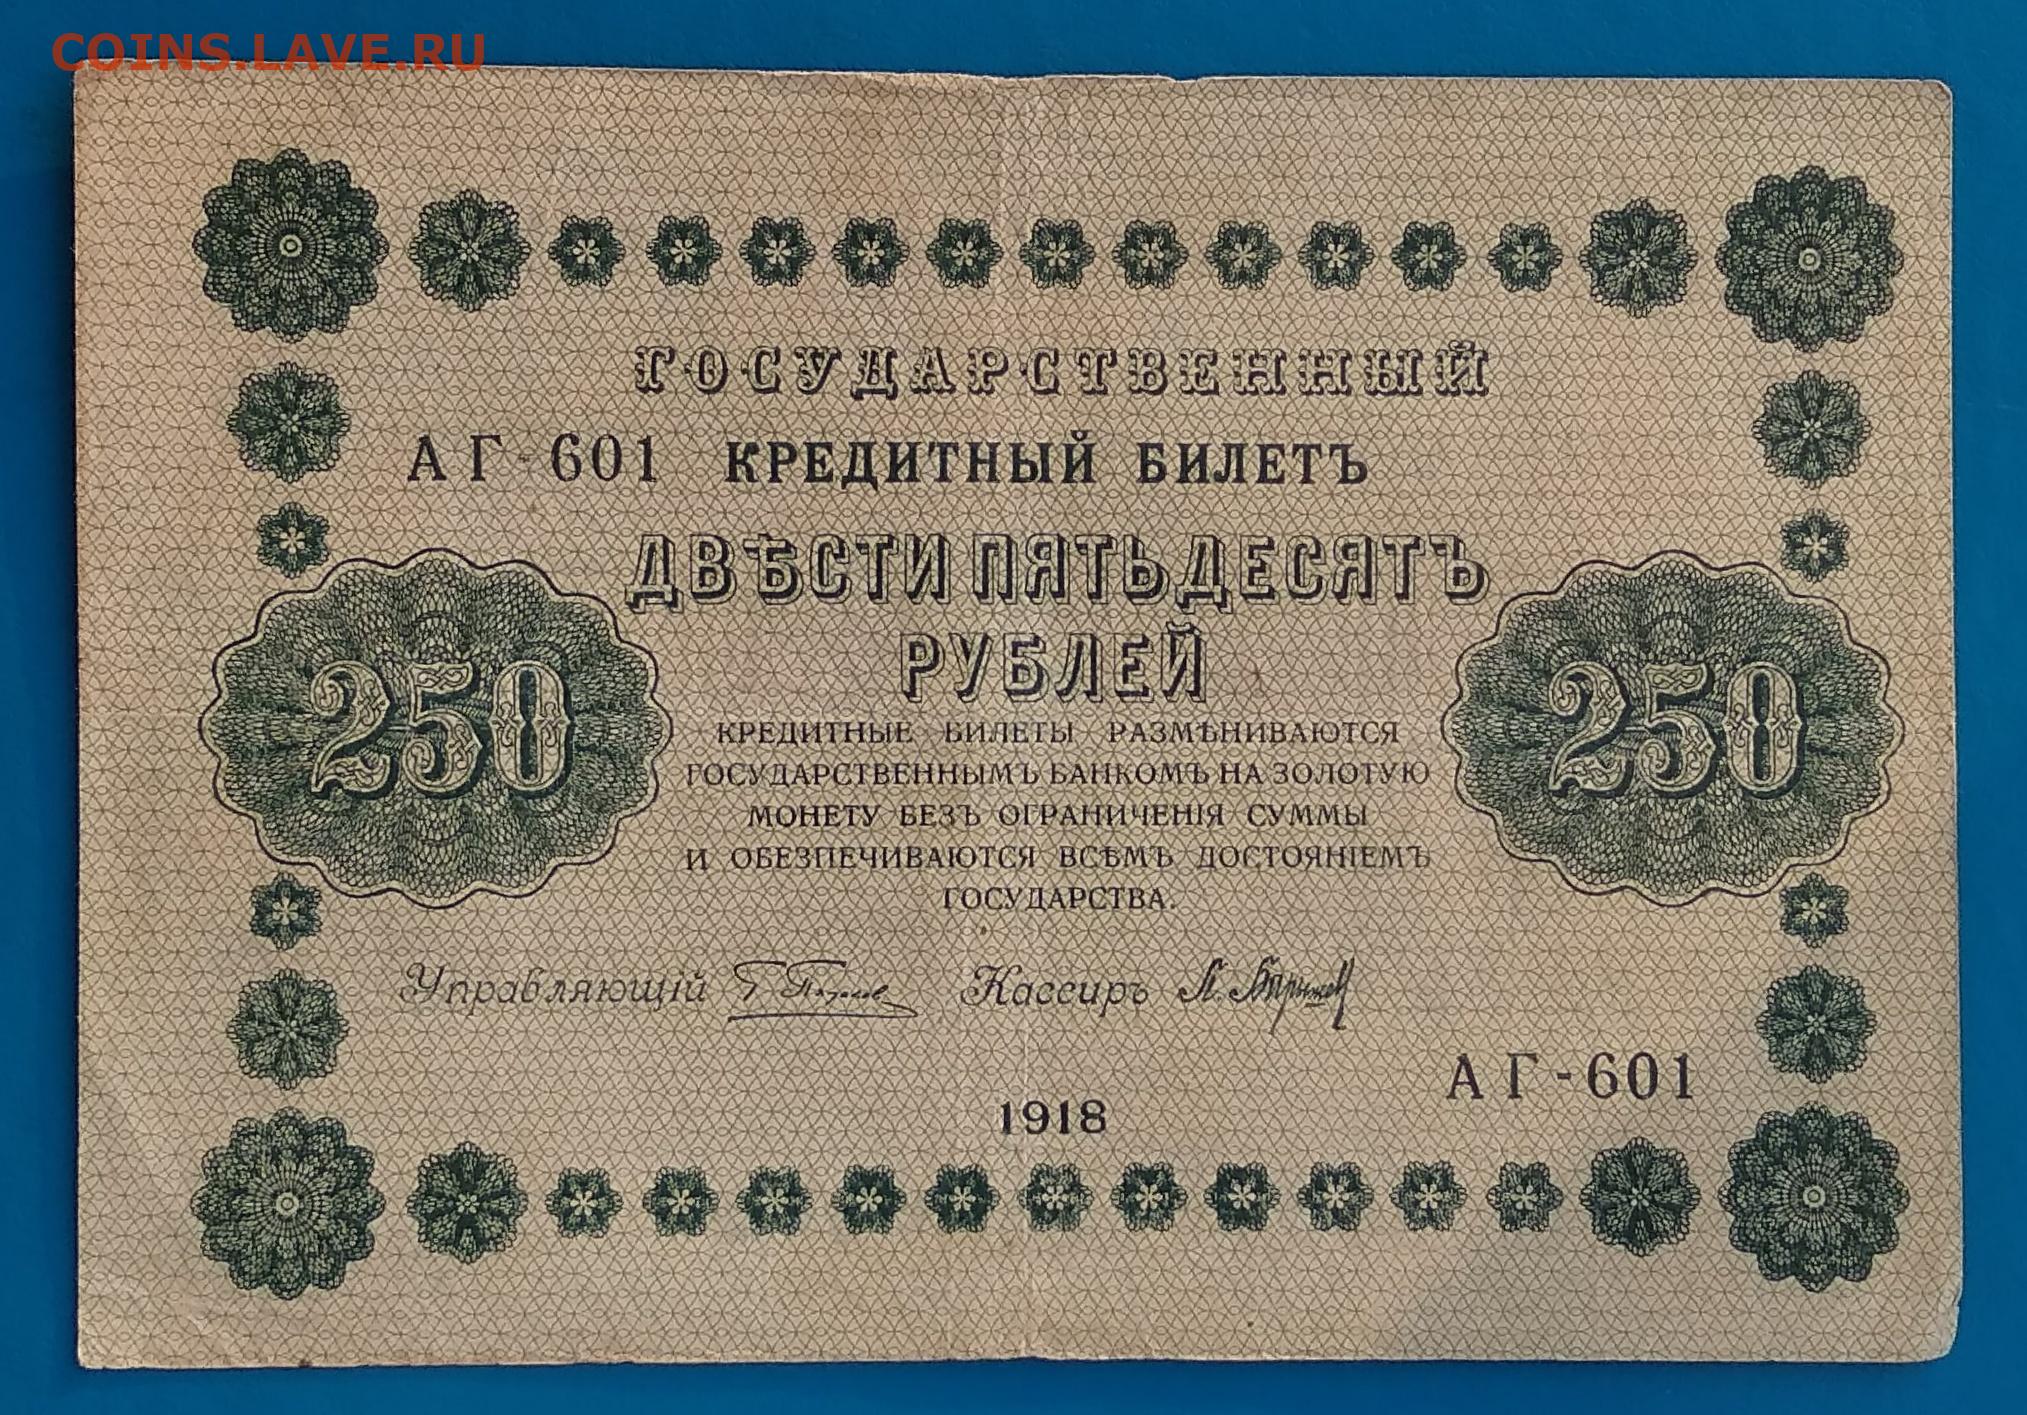 COINS.LAVE.RU
ГОСУДАРСТВЕННЫЙ
АГ-601 КРЕДИТНЫЙ БИЛЕТЪ
ДВѢСТИ ПЯТЬДЕСЯТЪ
РУБЛЕЙ
250
250
КРЕДИТНЫЕ БИЛЕТЫ РАЗМѢНИВАЮТСЯ
ГОСУДАРСТВЕННЫМЪ БАНКОМЪ НА ЗОЛОТУЮ
МОНЕТУ БЕЗЪ ОГРАНИЧЕНІЯ СУММЫ
И ОБЕЗПЕЧИВАЮТСЯ ВСѢМЪ ДОСТОЯНІЕМЪ
ГОСУДАРСТВА.
Управляющій Кассиръ
АГ-601
1918